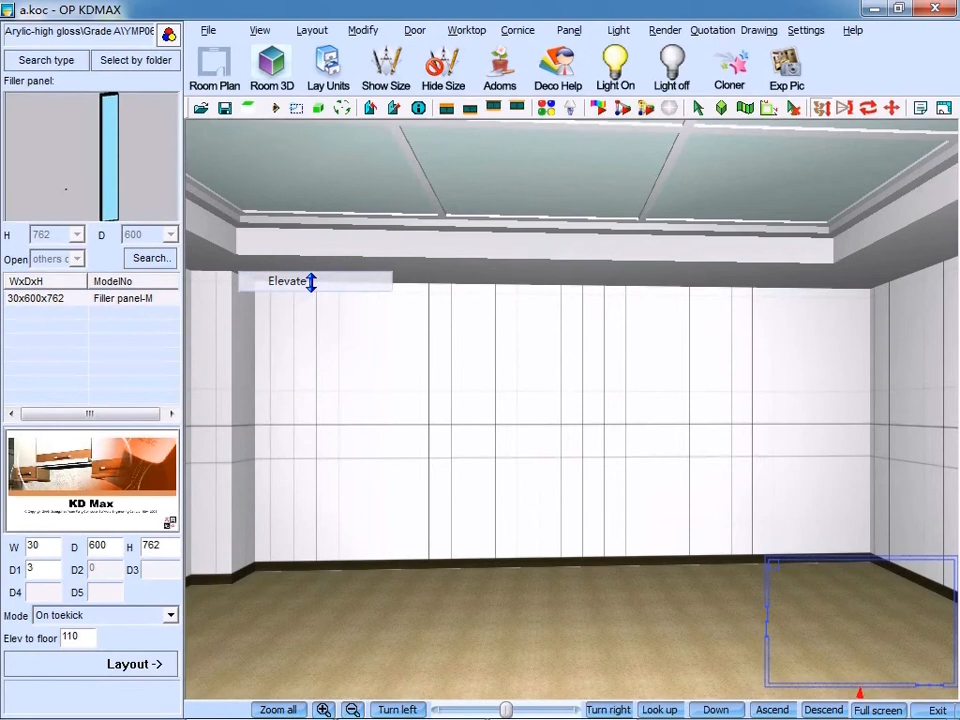 a.koc - OP KDMAX
File View Layout Modify Door Worktop Cornice Panel Light Render Quotation Drawing Settings Help
Arylic-high gloss\Grade A\YMP06
Search type Select by folder
Room Plan Room 3D Lay Units Show Size Hide Size Adoms Deco Help Light On Light off Cloner Exp Pic
Filler panel:
H 762 D 600
Open others c Search..
WxDxH ModelNo
30x600x762 Filler panel-M
Elevate
KD Max
W 30 D 600 H 762
D1 3 D2 0 D3
D4 D5
Mode On toekick
Elev to floor 110
Layout ->
Zoom all Turn left Turn right Look up Down Ascend Descend Full screen Exit